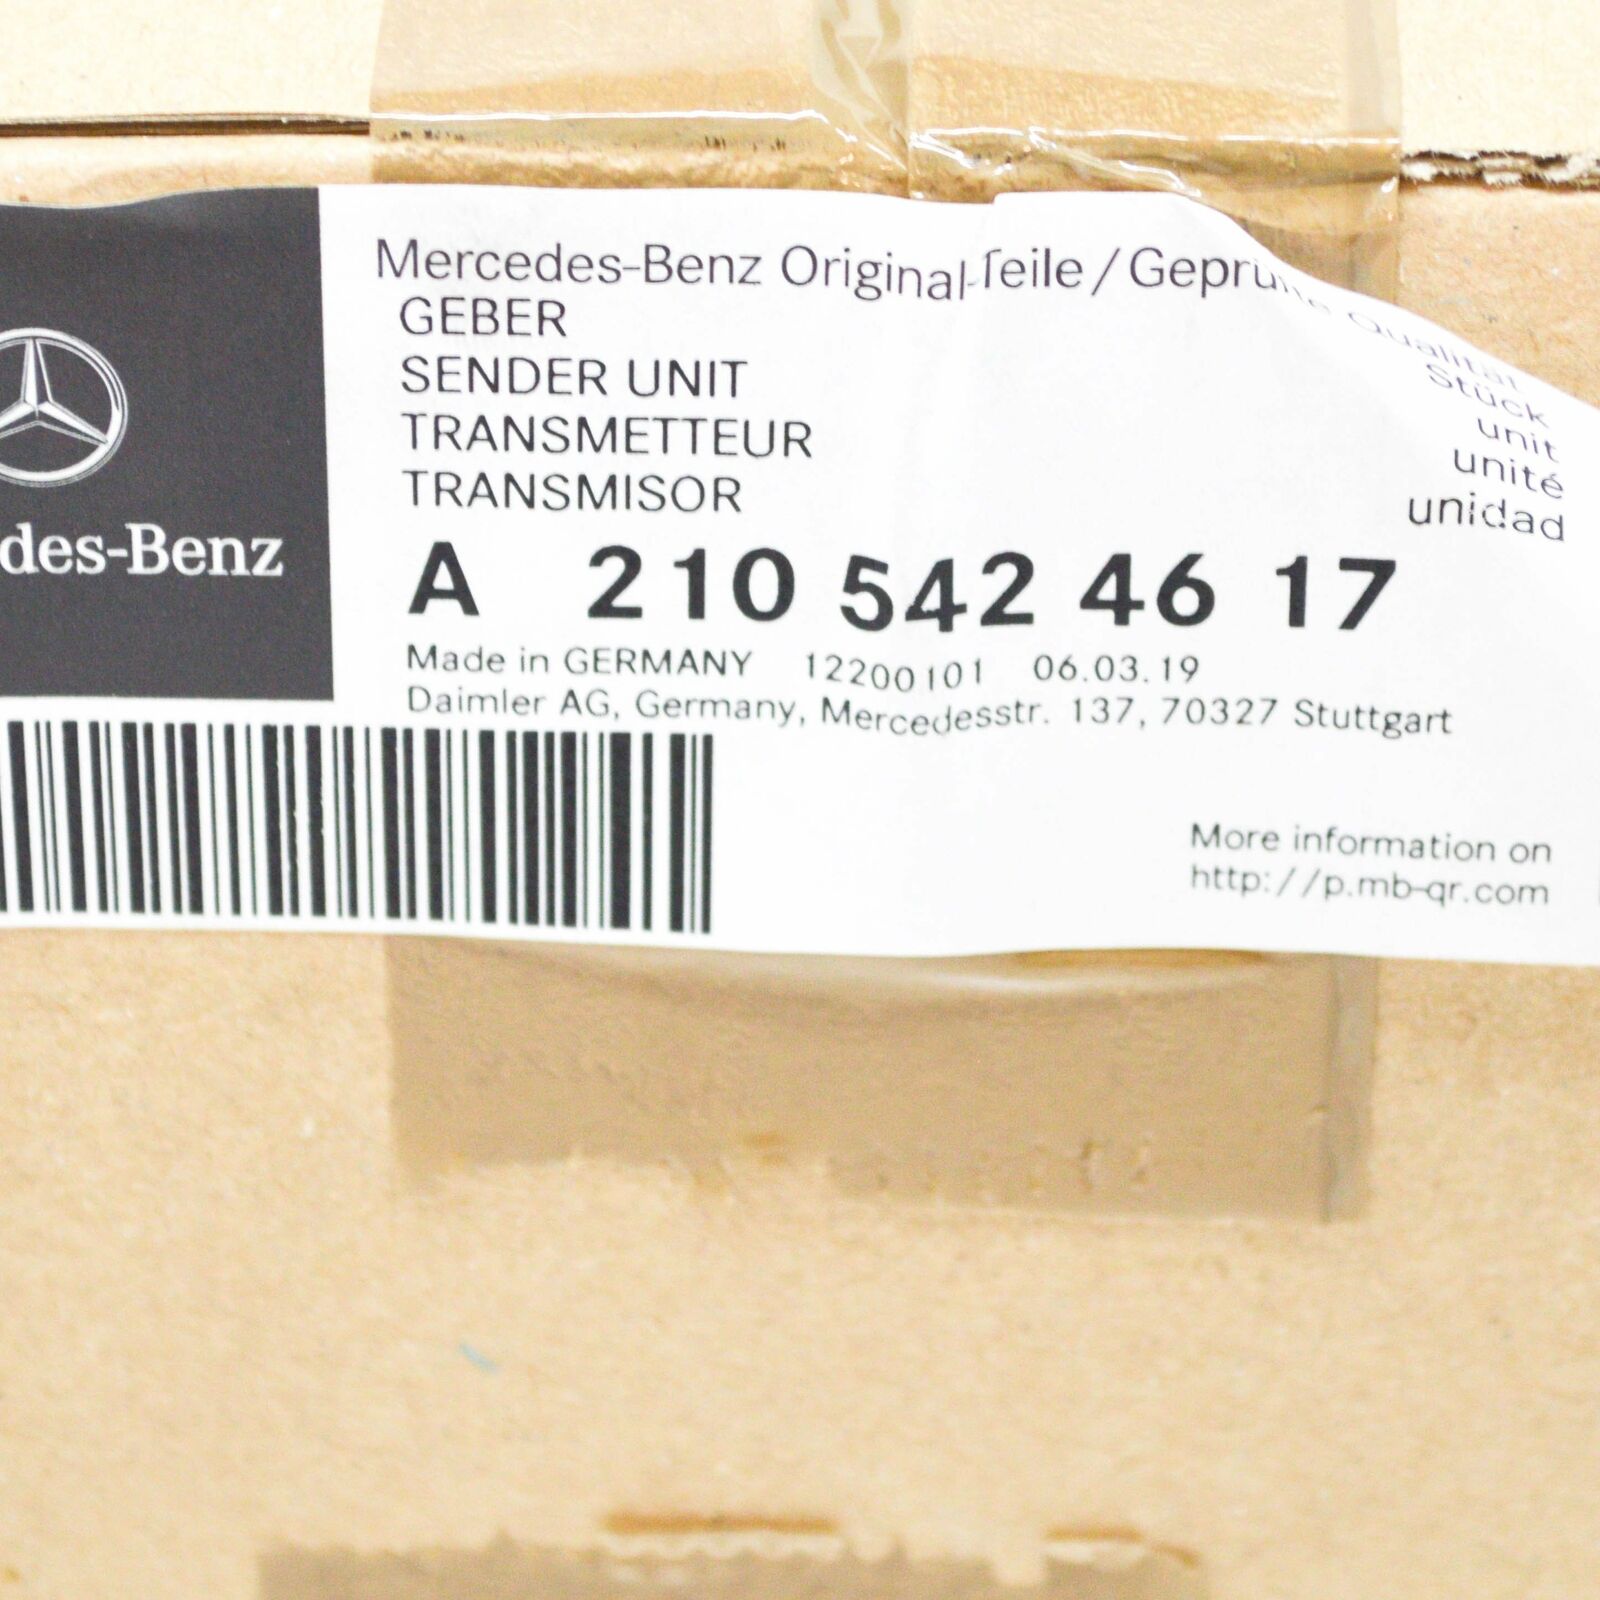 Mercedes-Benz Original-Teile / Geprüfte Qualität
GEBER
SENDER UNIT
TRANSMETTEUR
TRANSMISOR
Stück
unit
unité
unidad
des-Benz
A 210 542 46 17
Made in GERMANY 12200101 06.03.19
Daimler AG, Germany, Mercedesstr. 137, 70327 Stuttgart
More information on
http://p.mb-qr.com